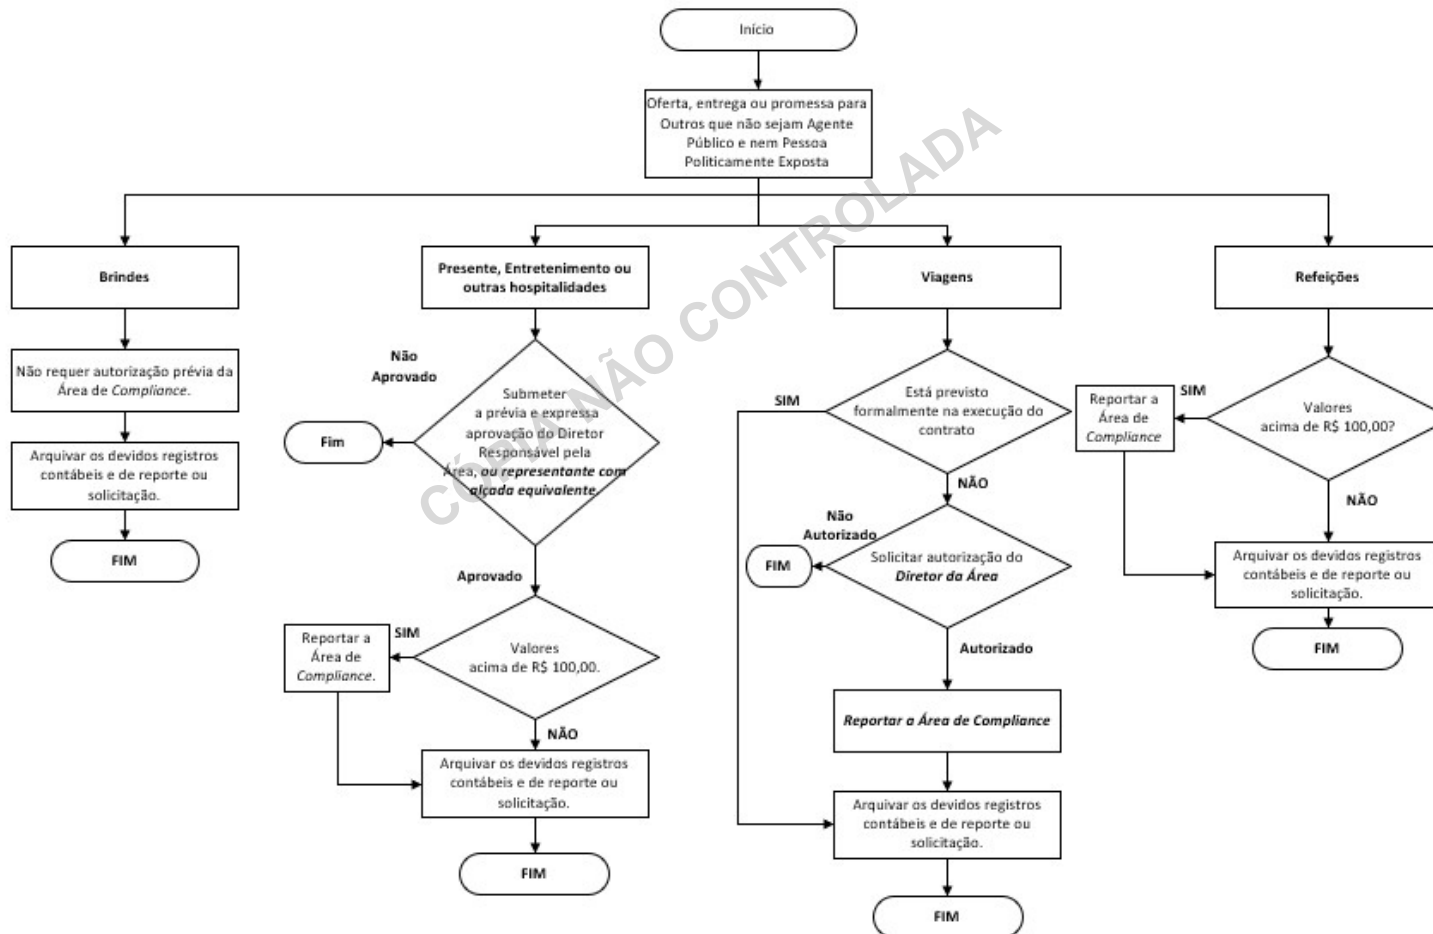 Início
Oferta, entrega ou promessa para
Outros que não sejam Agente
Público e nem Pessoa
Politicamente Exposta
CÓPIA NÃO CONTROLADA
Brindes
Não requer autorização prévia da
Área de Compliance.
Arquivar os devidos registros
contábeis e de reporte ou
solicitação.
FIM
Presente, Entretenimento ou
outras hospitalidades
Não
Aprovado
Submeter
a prévia e expressa
aprovação do Diretor
Responsável pela
Área, ou representante com
alçada equivalente.
Fim
Aprovado
Valores
acima de R$ 100,00.
SIM
Reportar a
Área de
Compliance.
NÃO
Arquivar os devidos registros
contábeis e de reporte ou
solicitação.
FIM
Viagens
Está previsto
formalmente na execução do
contrato
SIM
NÃO
Não
Autorizado
Solicitar autorização do
Diretor da Área
FIM
Autorizado
Reportar a Área de Compliance
Arquivar os devidos registros
contábeis e de reporte ou
solicitação.
FIM
Refeições
Valores
acima de R$ 100,00?
SIM
Reportar a
Área de
Compliance
NÃO
Arquivar os devidos registros
contábeis e de reporte ou
solicitação.
FIM